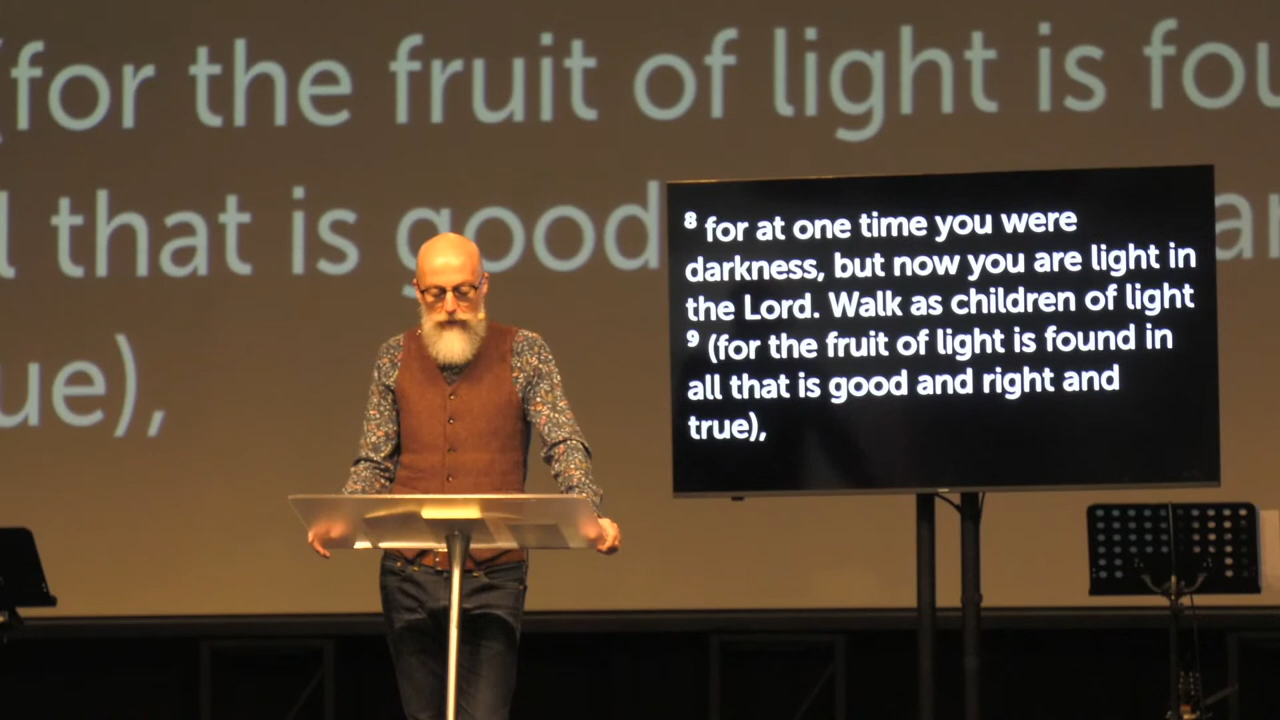 (for the fruit of light is
that is good
⁸ for at one time you were
darkness, but now you are light in
the Lord. Walk as children of light
⁹ (for the fruit of light is found in
all that is good and right and
true),